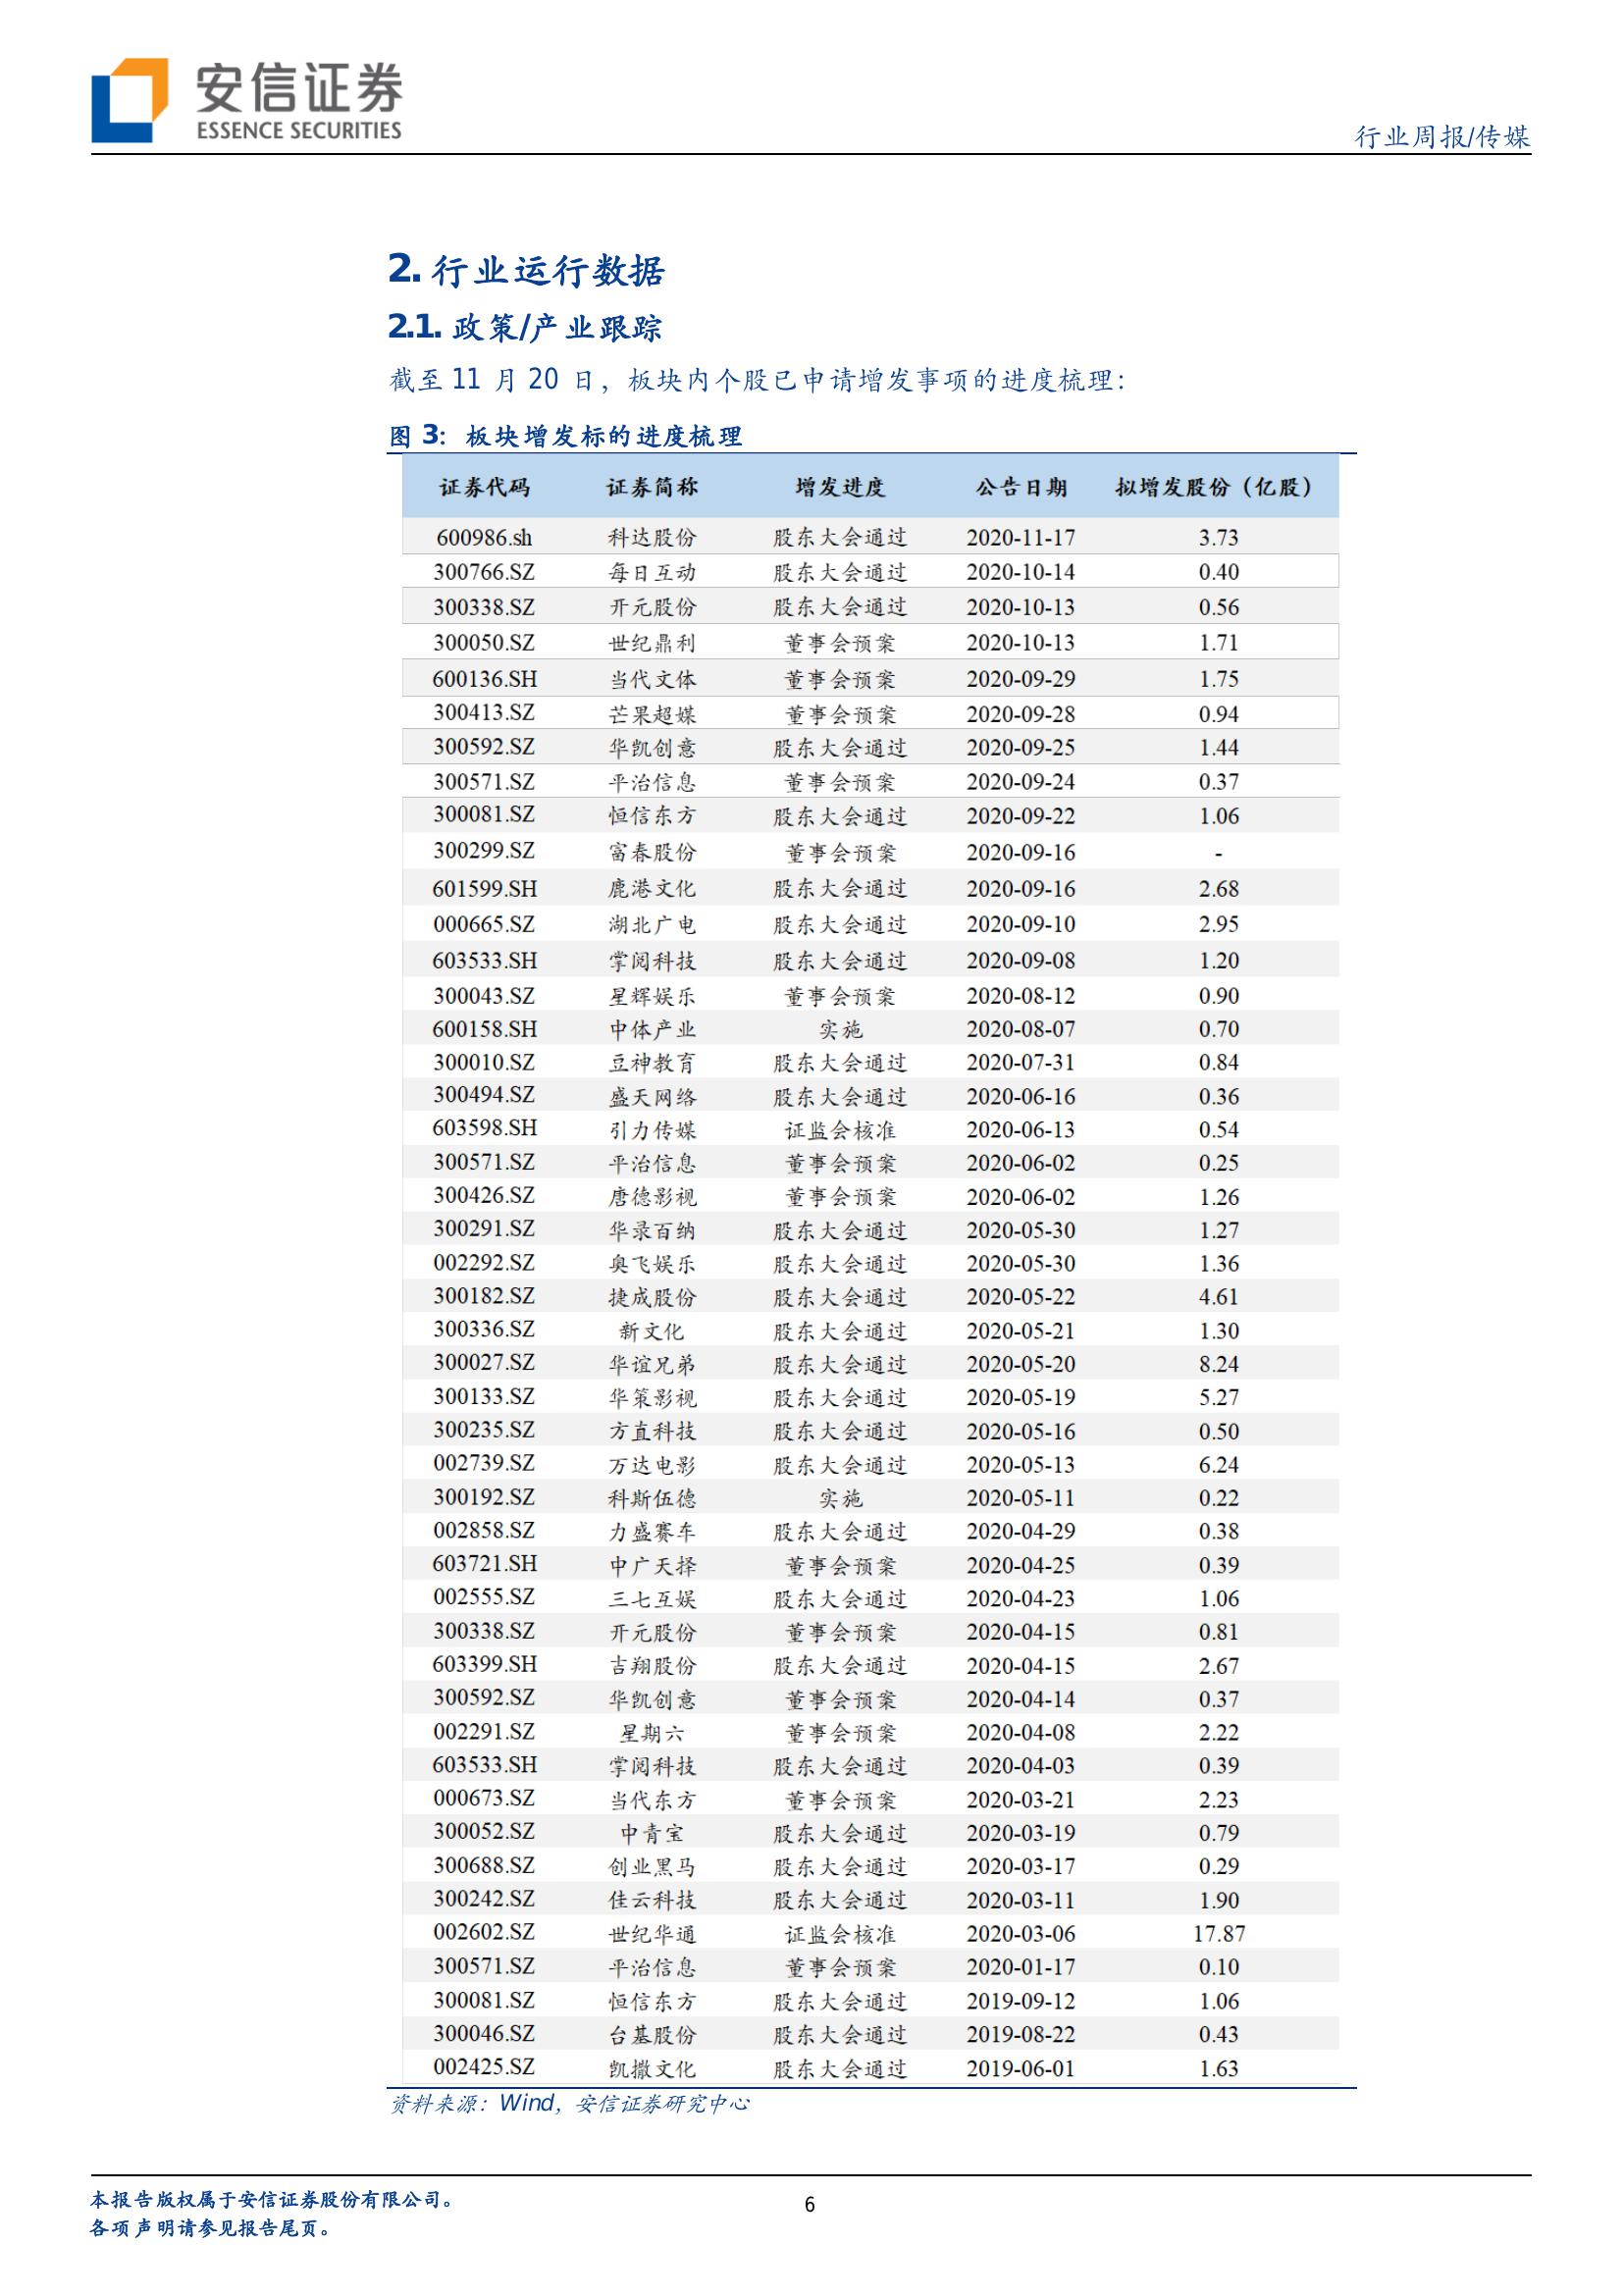 安信证券
ESSENCE SECURITIES
行业周报/传媒
2. 行业运行数据
2.1. 政策/产业跟踪
截至 11 月 20 日，板块内个股已申请增发事项的进度梳理：
图 3：板块增发标的进度梳理
证券代码 证券简称 增发进度 公告日期 拟增发股份（亿股）
600986.sh 科达股份 股东大会通过 2020-11-17 3.73
300766.SZ 每日互动 股东大会通过 2020-10-14 0.40
300338.SZ 开元股份 股东大会通过 2020-10-13 0.56
300050.SZ 世纪鼎利 董事会预案 2020-10-13 1.71
600136.SH 当代文体 董事会预案 2020-09-29 1.75
300413.SZ 芒果超媒 董事会预案 2020-09-28 0.94
300592.SZ 华凯创意 股东大会通过 2020-09-25 1.44
300571.SZ 平治信息 董事会预案 2020-09-24 0.37
300081.SZ 恒信东方 股东大会通过 2020-09-22 1.06
300299.SZ 富春股份 董事会预案 2020-09-16 -
601599.SH 鹿港文化 股东大会通过 2020-09-16 2.68
000665.SZ 湖北广电 股东大会通过 2020-09-10 2.95
603533.SH 掌阅科技 股东大会通过 2020-09-08 1.20
300043.SZ 星辉娱乐 董事会预案 2020-08-12 0.90
600158.SH 中体产业 实施 2020-08-07 0.70
300010.SZ 豆神教育 股东大会通过 2020-07-31 0.84
300494.SZ 盛天网络 股东大会通过 2020-06-16 0.36
603598.SH 引力传媒 证监会核准 2020-06-13 0.54
300571.SZ 平治信息 董事会预案 2020-06-02 0.25
300426.SZ 唐德影视 董事会预案 2020-06-02 1.26
300291.SZ 华录百纳 股东大会通过 2020-05-30 1.27
002292.SZ 奥飞娱乐 股东大会通过 2020-05-30 1.36
300182.SZ 捷成股份 股东大会通过 2020-05-22 4.61
300336.SZ 新文化 股东大会通过 2020-05-21 1.30
300027.SZ 华谊兄弟 股东大会通过 2020-05-20 8.24
300133.SZ 华策影视 股东大会通过 2020-05-19 5.27
300235.SZ 方直科技 股东大会通过 2020-05-16 0.50
002739.SZ 万达电影 股东大会通过 2020-05-13 6.24
300192.SZ 科斯伍德 实施 2020-05-11 0.22
002858.SZ 力盛赛车 股东大会通过 2020-04-29 0.38
603721.SH 中广天择 董事会预案 2020-04-25 0.39
002555.SZ 三七互娱 股东大会通过 2020-04-23 1.06
300338.SZ 开元股份 董事会预案 2020-04-15 0.81
603399.SH 吉翔股份 股东大会通过 2020-04-15 2.67
300592.SZ 华凯创意 董事会预案 2020-04-14 0.37
002291.SZ 星期六 董事会预案 2020-04-08 2.22
603533.SH 掌阅科技 股东大会通过 2020-04-03 0.39
000673.SZ 当代东方 董事会预案 2020-03-21 2.23
300052.SZ 中青宝 股东大会通过 2020-03-19 0.79
300688.SZ 创业黑马 股东大会通过 2020-03-17 0.29
300242.SZ 佳云科技 股东大会通过 2020-03-11 1.90
002602.SZ 世纪华通 证监会核准 2020-03-06 17.87
300571.SZ 平治信息 董事会预案 2020-01-17 0.10
300081.SZ 恒信东方 股东大会通过 2019-09-12 1.06
300046.SZ 台基股份 股东大会通过 2019-08-22 0.43
002425.SZ 凯撒文化 股东大会通过 2019-06-01 1.63
资料来源：Wind，安信证券研究中心
本报告版权属于安信证券股份有限公司。
各项声明请参见报告尾页。
6